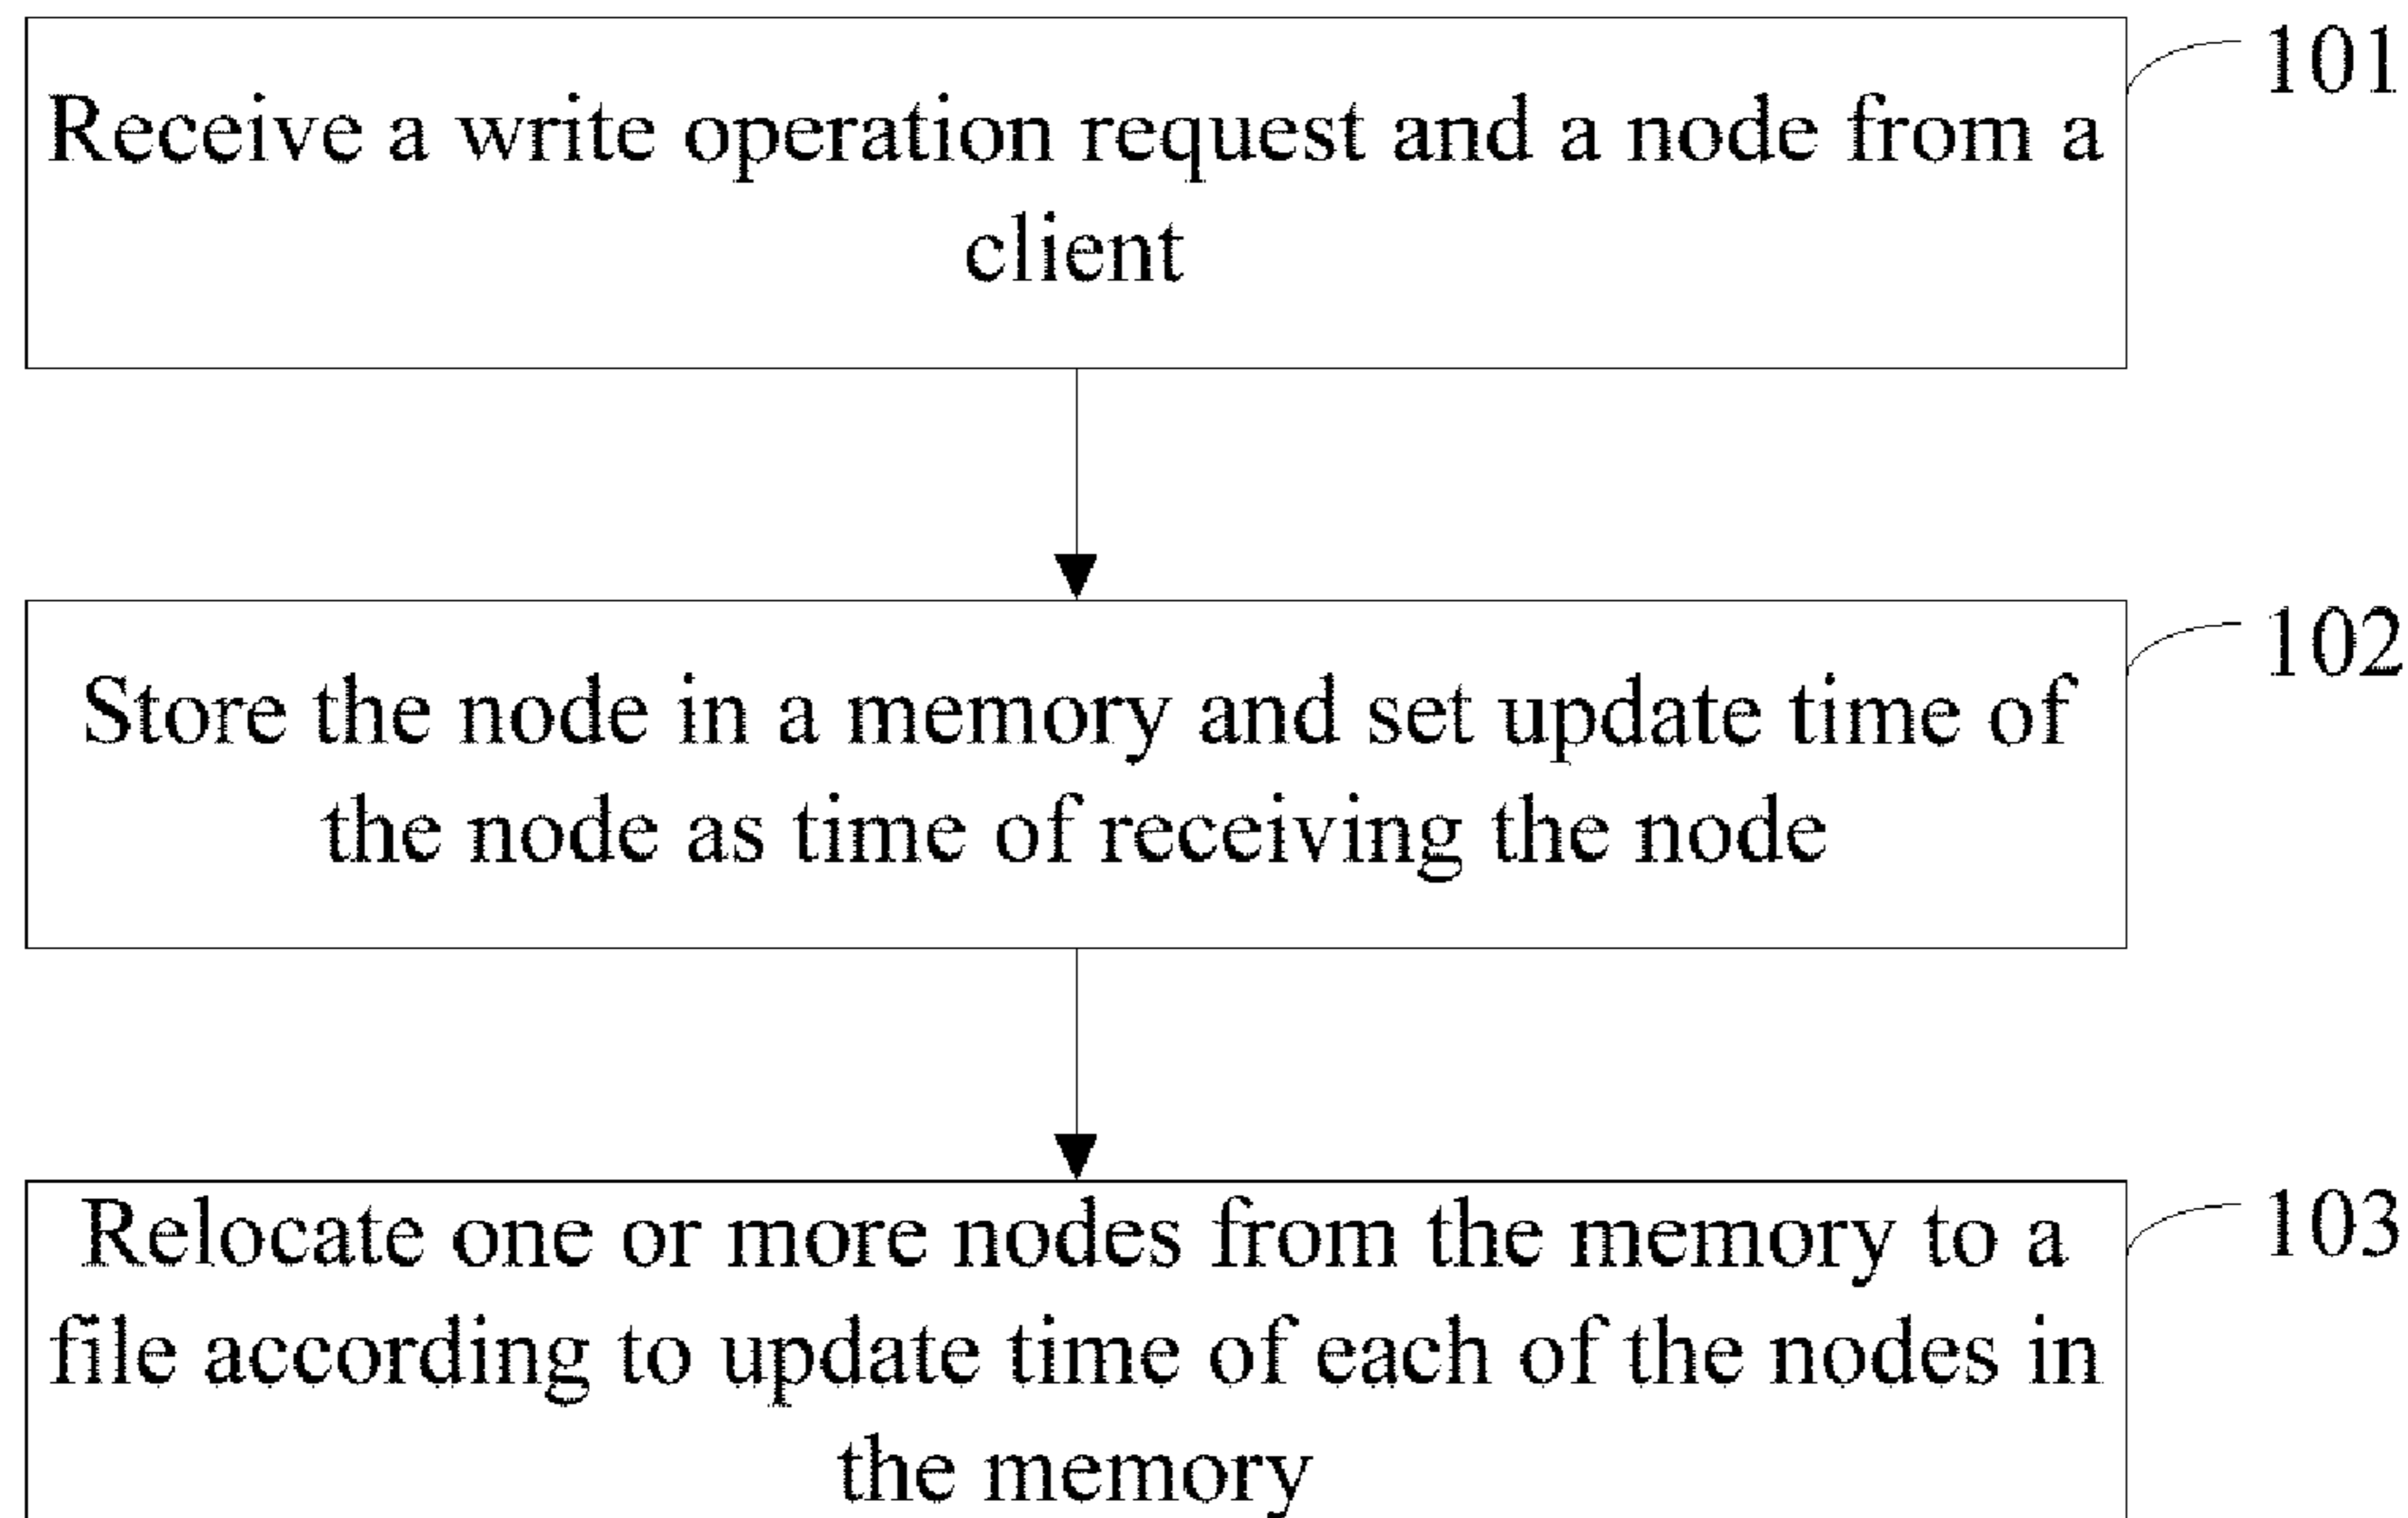 Receive a write operation request and a node from a
client
101
Store the node in a memory and set update time of
the node as time of receiving the node
102
Relocate one or more nodes from the memory to a
file according to update time of each of the nodes in
the memory
103